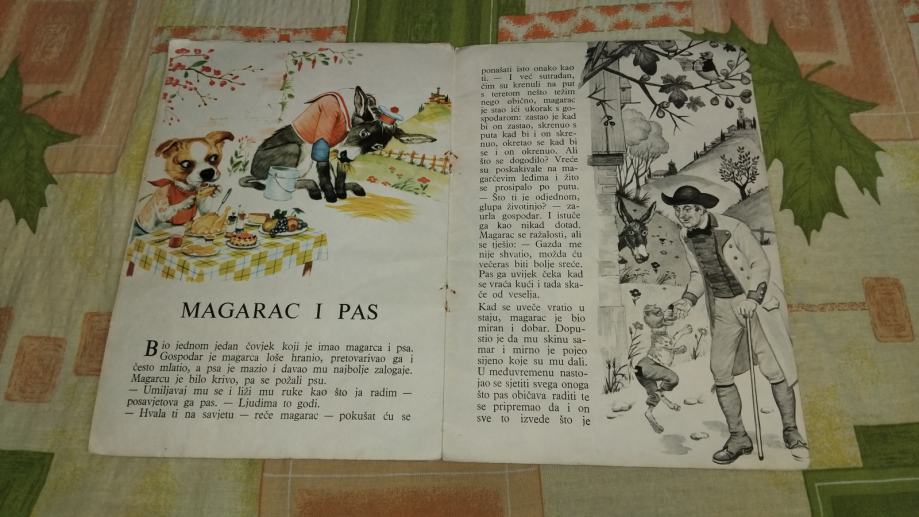 MAGARAC I PAS
Bio jednom jedan čovjek koji je imao magarca i psa.
Gospodar je magarca loše hranio, pretovarivao ga i
često mlatio, a psa je mazio i davao mu najbolje zalogaje.
Magarcu je bilo krivo, pa se požali psu.
— Umiljavaj mu se i liži mu ruke kao što ja radim —
posavjetova ga pas. — Ljudima to godi.
— Hvala ti na savjetu — reče magarac — pokušat ću se
ponašati isto onako kao
ti. — I već sutradan,
čim su krenuli na put
s teretom nešto težim
nego obično, magarac
je stao ići ukorak s go-
spodarom: zastao je kad
bi on zastao, skrenuo s
puta kad bi i on skre-
nuo, okretao se kad bi
se i on okrenuo. Ali
što se dogodilo? Vreće
su poskakivale na ma-
garčevim leđima i žito
se prosipalo po putu.
— Što ti je odjednom,
glupa životinjo? — za-
urla gospodar. I istuče
ga kao nikad dotad.
Magarac se ražalosti, ali
se tješio: — Gazda me
nije shvatio, možda ću
večeras biti bolje sreće.
Pas ga uvijek čeka kad
se vraća kući i tada ska-
če od veselja.
Kad se uveče vratio u
staju, magarac je bio
miran i dobar. Dopu-
stio je da mu skinu sa-
mar i mirno je pojeo
sijeno koje su mu dali.
U međuvremenu nasto-
jao se sjetiti svega onoga
što pas običava raditi te
se pripremao da i on
sve to izvede što je